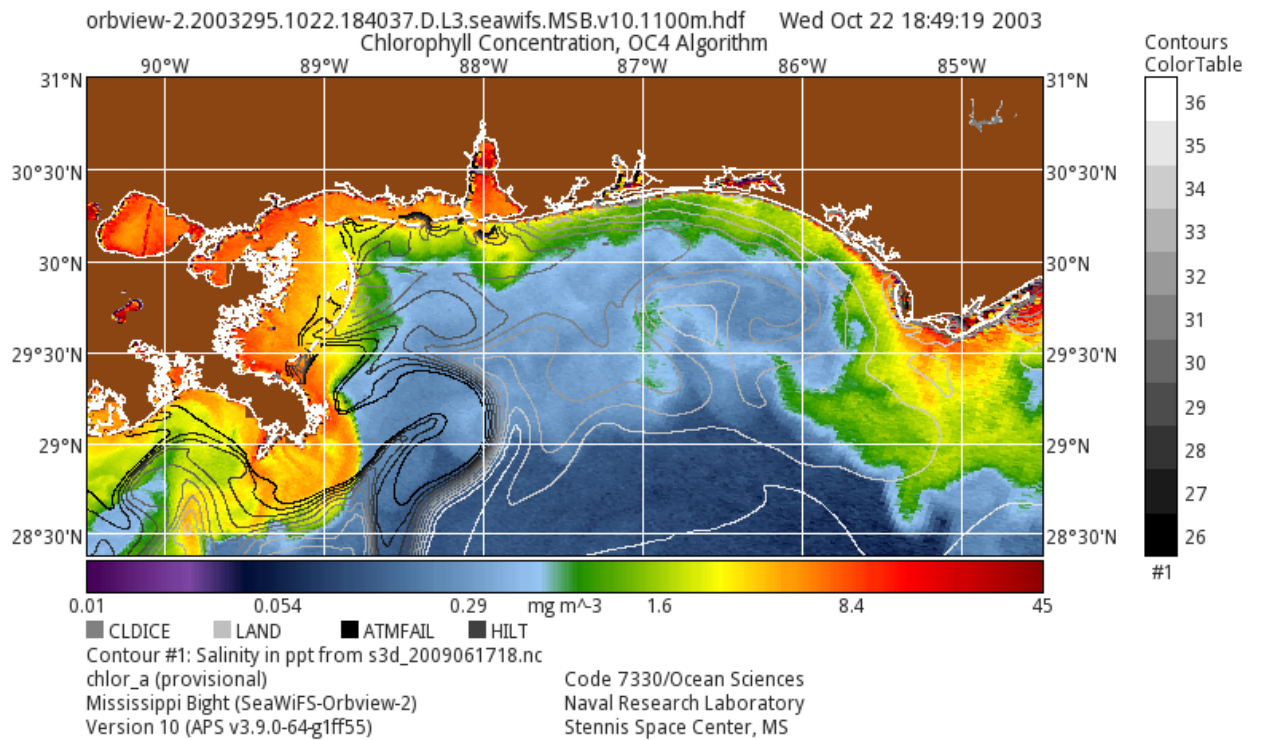 orbview-2.2003295.1022.184037.D.L3.seawifs.MSB.v10.1100m.hdf Wed Oct 22 18:49:19 2003
Chlorophyll Concentration, OC4 Algorithm
Contours
ColorTable
90°W 89°W 88°W 87°W 86°W 85°W
31°N 31°N
30°30'N 30°30'N
30°N 30°N
29°30'N 29°30'N
29°N 29°N
28°30'N 28°30'N
36
35
34
33
32
31
30
29
28
27
26
#1
0.01 0.054 0.29 mg m^-3 1.6 8.4 45
CLDICE LAND ATMFAIL HILT
Contour #1: Salinity in ppt from s3d_2009061718.nc
chlor_a (provisional) Code 7330/Ocean Sciences
Mississippi Bight (SeaWiFS-Orbview-2) Naval Research Laboratory
Version 10 (APS v3.9.0-64-g1ff55) Stennis Space Center, MS